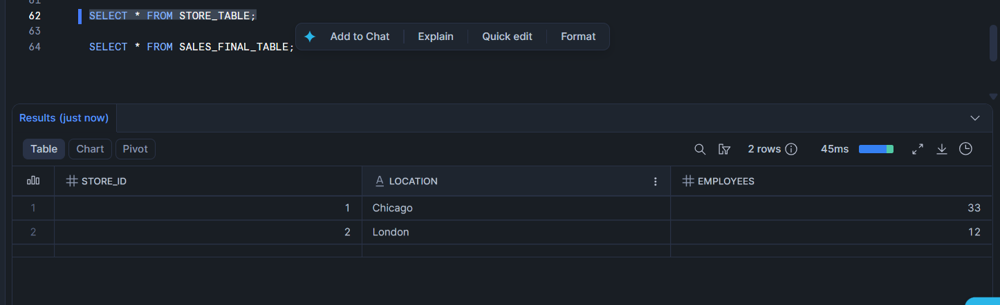 61
62 SELECT * FROM STORE_TABLE;
63
Add to Chat Explain Quick edit Format
64 SELECT * FROM SALES_FINAL_TABLE;
Results (just now)
Table Chart Pivot 2 rows 45ms
STORE_ID LOCATION EMPLOYEES
1 1 Chicago 33
2 2 London 12